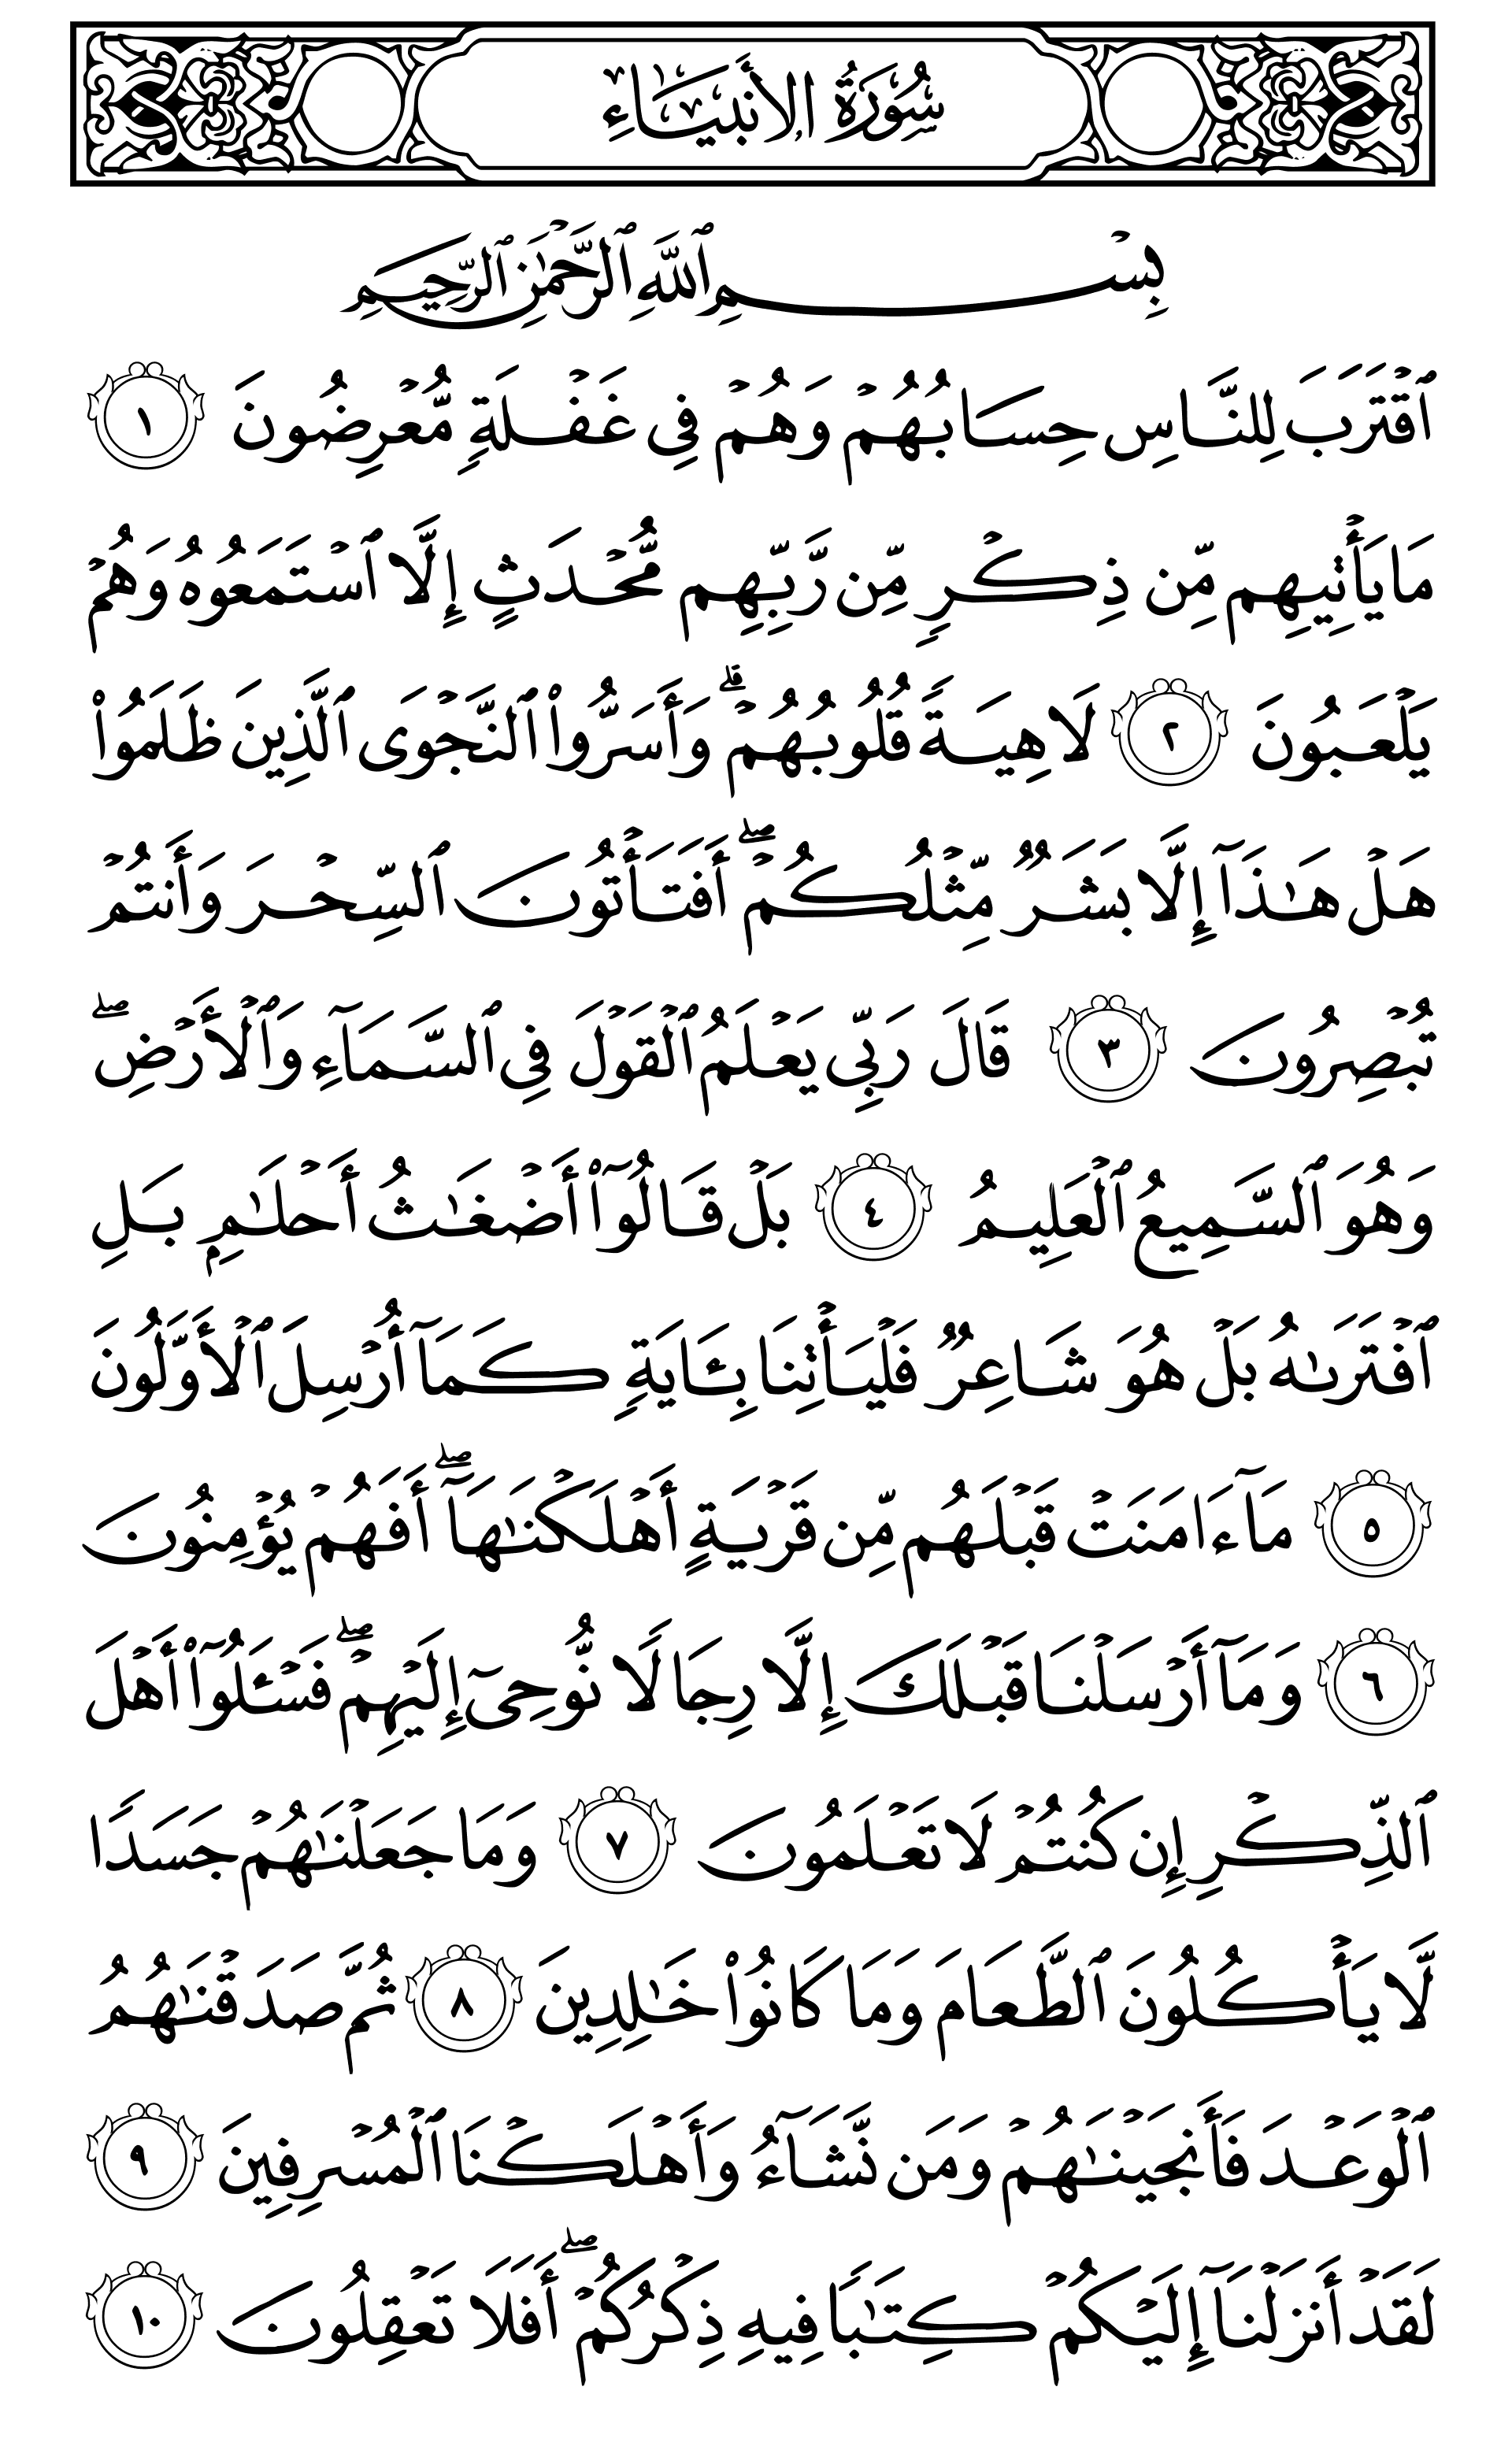 سُورَةُ الأَنبِيَاءِ
بِسْمِ ٱللَّهِ ٱلرَّحْمَٰنِ ٱلرَّحِيمِ
ٱقْتَرَبَ لِلنَّاسِ حِسَابُهُمْ وَهُمْ فِى غَفْلَةٍ مُّعْرِضُونَ ١
مَا يَأْتِيهِم مِّن ذِكْرٍ مِّن رَّبِّهِم مُّحْدَثٍ إِلَّا ٱسْتَمَعُوهُ وَهُمْ
يَلْعَبُونَ ٢ لَاهِيَةً قُلُوبُهُمْ ۗ وَأَسَرُّوا۟ ٱلنَّجْوَى ٱلَّذِينَ ظَلَمُوا۟
هَلْ هَـٰذَآ إِلَّا بَشَرٌ مِّثْلُكُمْ ۖ أَفَتَأْتُونَ ٱلسِّحْرَ وَأَنتُمْ
تُبْصِرُونَ ٣ قَالَ رَبِّى يَعْلَمُ ٱلْقَوْلَ فِى ٱلسَّمَآءِ وَٱلْأَرْضِ ۖ
وَهُوَ ٱلسَّمِيعُ ٱلْعَلِيمُ ٤ بَلْ قَالُوٓا۟ أَضْغَـٰثُ أَحْلَـٰمٍۭ بَلِ
ٱفْتَرَىٰهُ بَلْ هُوَ شَاعِرٌ فَلْيَأْتِنَا بِـَٔايَةٍ كَمَآ أُرْسِلَ ٱلْأَوَّلُونَ
٥ مَآ ءَامَنَتْ قَبْلَهُم مِّن قَرْيَةٍ أَهْلَكْنَـٰهَآ ۖ أَفَهُمْ يُؤْمِنُونَ
٦ وَمَآ أَرْسَلْنَا قَبْلَكَ إِلَّا رِجَالًا نُّوحِىٓ إِلَيْهِمْ ۖ فَسْـَٔلُوٓا۟ أَهْلَ
ٱلذِّكْرِ إِن كُنتُمْ لَا تَعْلَمُونَ ٧ وَمَا جَعَلْنَـٰهُمْ جَسَدًا
لَّا يَأْكُلُونَ ٱلطَّعَامَ وَمَا كَانُوا۟ خَـٰلِدِينَ ٨ ثُمَّ صَدَقْنَـٰهُمُ
ٱلْوَعْدَ فَأَنجَيْنَـٰهُمْ وَمَن نَّشَآءُ وَأَهْلَكْنَا ٱلْمُسْرِفِينَ ٩
لَقَدْ أَنزَلْنَآ إِلَيْكُمْ كِتَـٰبًا فِيهِ ذِكْرُكُمْ ۖ أَفَلَا تَعْقِلُونَ ١٠